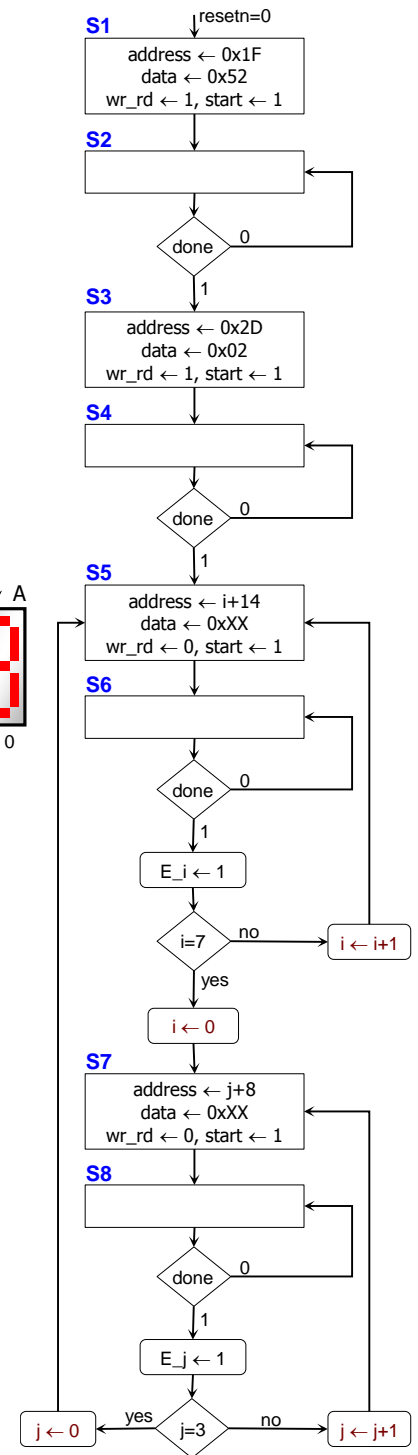 resetn=0
S1
address ← 0x1F
data ← 0x52
wr_rd ← 1, start ← 1
S2
done
0
1
S3
address ← 0x2D
data ← 0x02
wr_rd ← 1, start ← 1
S4
done
0
1
S5
A
address ← i+14
data ← 0xXX
wr_rd ← 0, start ← 1
S6
0
done
0
1
E_i ← 1
i=7
no
i ← i+1
yes
i ← 0
S7
address ← j+8
data ← 0xXX
wr_rd ← 0, start ← 1
S8
done
0
1
E_j ← 1
j ← 0
yes
j=3
no
j ← j+1